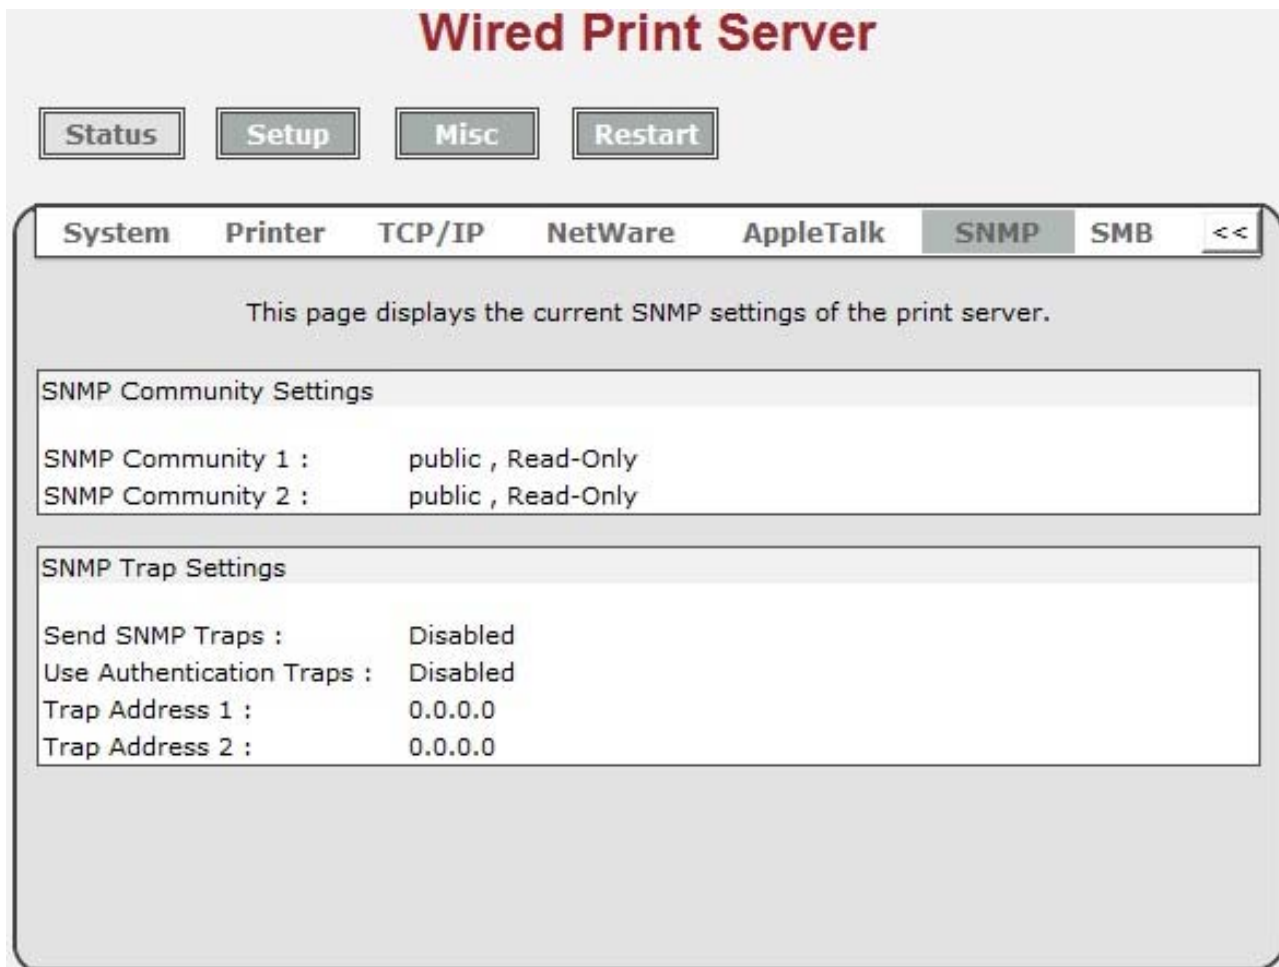 Wired Print Server
Status Setup Misc Restart
System Printer TCP/IP NetWare AppleTalk SNMP SMB <<
This page displays the current SNMP settings of the print server.
SNMP Community Settings
SNMP Community 1 : public , Read-Only
SNMP Community 2 : public , Read-Only
SNMP Trap Settings
Send SNMP Traps : Disabled
Use Authentication Traps : Disabled
Trap Address 1 : 0.0.0.0
Trap Address 2 : 0.0.0.0